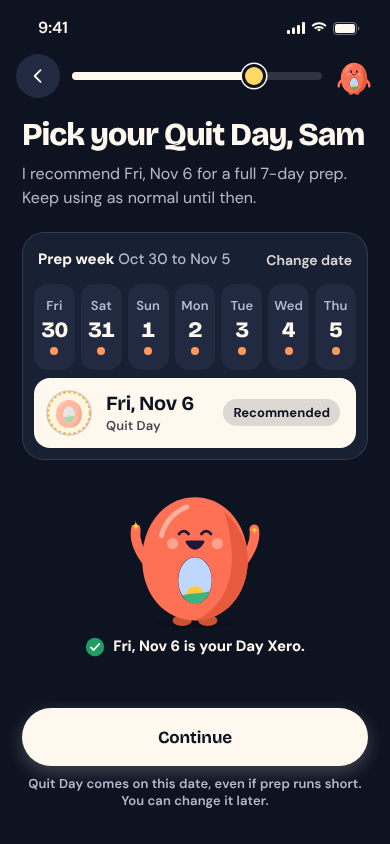 9:41
Pick your Quit Day, Sam
I recommend Fri, Nov 6 for a full 7-day prep.
Keep using as normal until then.
Prep week Oct 30 to Nov 5
Change date
Fri Sat Sun Mon Tue Wed Thu
30 31 1 2 3 4 5
Fri, Nov 6
Quit Day
Recommended
Fri, Nov 6 is your Day Xero.
Continue
Quit Day comes on this date, even if prep runs short.
You can change it later.